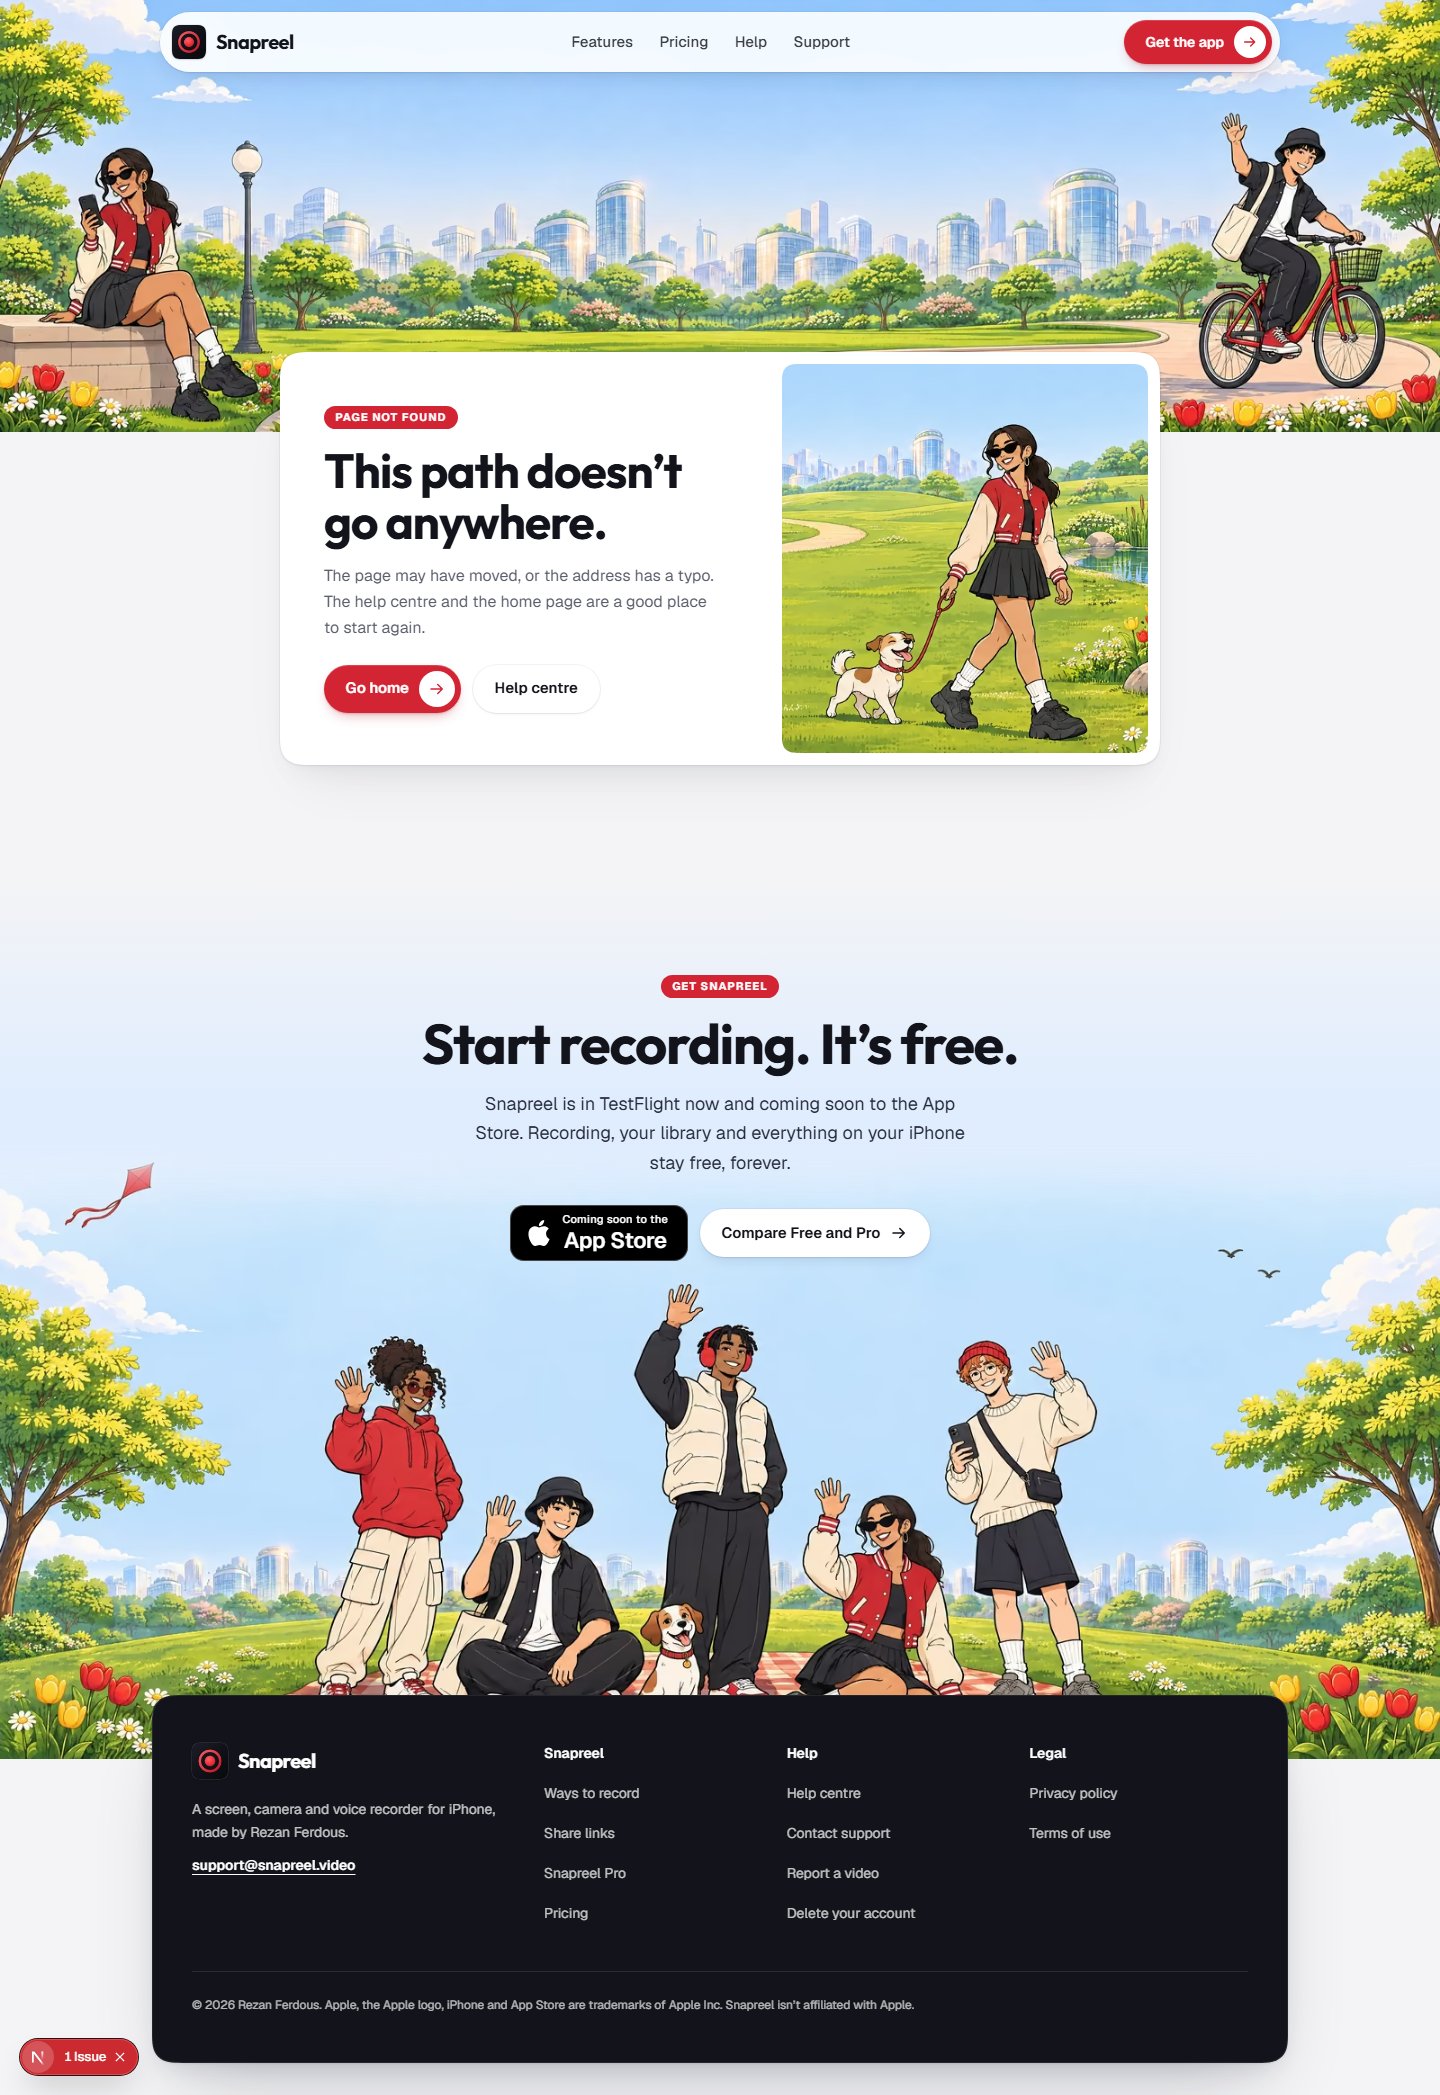 Snapreel
Features
Pricing
Help
Support
Get the app
PAGE NOT FOUND
This path doesn’t
go anywhere.
The page may have moved, or the address has a typo.
The help centre and the home page are a good place
to start again.
Go home
Help centre
GET SNAPREEL
Start recording. It’s free.
Snapreel is in TestFlight now and coming soon to the App
Store. Recording, your library and everything on your iPhone
stay free, forever.
Coming soon to the
App Store
Compare Free and Pro
Snapreel
A screen, camera and voice recorder for iPhone,
made by Rezan Ferdous.
support@snapreel.video
Snapreel
Ways to record
Share links
Snapreel Pro
Pricing
Help
Help centre
Contact support
Report a video
Delete your account
Legal
Privacy policy
Terms of use
© 2026 Rezan Ferdous. Apple, the Apple logo, iPhone and App Store are trademarks of Apple Inc. Snapreel isn’t affiliated with Apple.
N
1 Issue